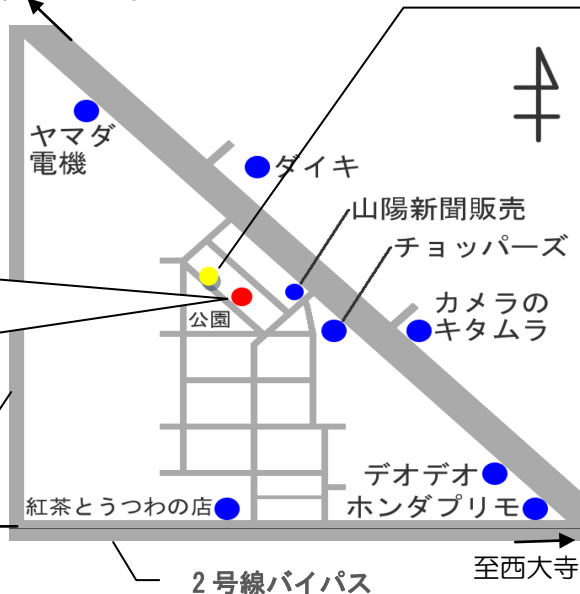 ヤマダ
電機
ダイキ
山陽新聞販売
チョッパーズ
カメラの
キタムラ
公園
デオデオ
紅茶とうつわの店
ホンダプリモ
至西大寺
2号線バイパス